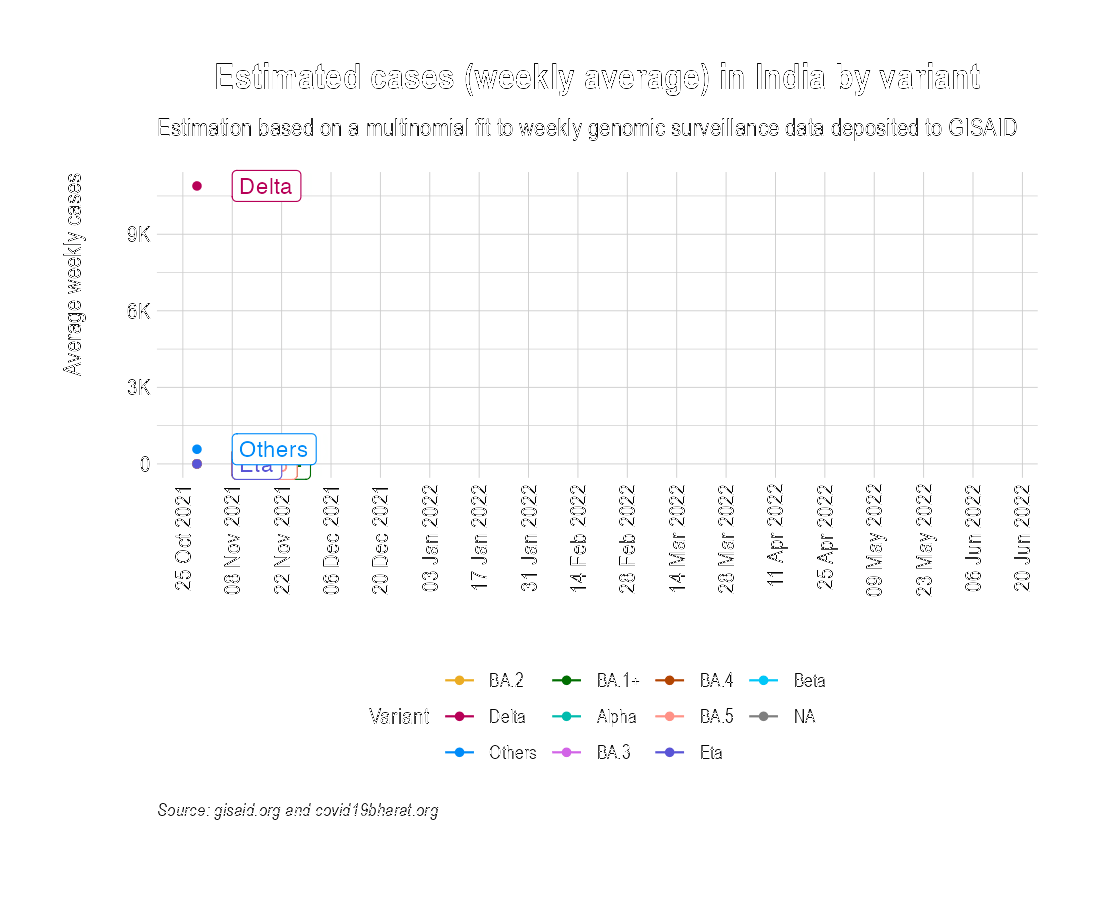 Estimated cases (weekly average) in India by variant
Estimation based on a multinomial fit to weekly genomic surveillance data deposited to GISAID
Average weekly cases
9K
6K
3K
0
Delta
Others
Eta
25 Oct 2021
08 Nov 2021
22 Nov 2021
06 Dec 2021
20 Dec 2021
03 Jan 2022
17 Jan 2022
31 Jan 2022
14 Feb 2022
28 Feb 2022
14 Mar 2022
28 Mar 2022
11 Apr 2022
25 Apr 2022
09 May 2022
23 May 2022
06 Jun 2022
20 Jun 2022
Variant
BA.2
Delta
Others
BA.1+
Alpha
BA.3
BA.4
BA.5
Eta
Beta
NA
Source: gisaid.org and covid19bharat.org